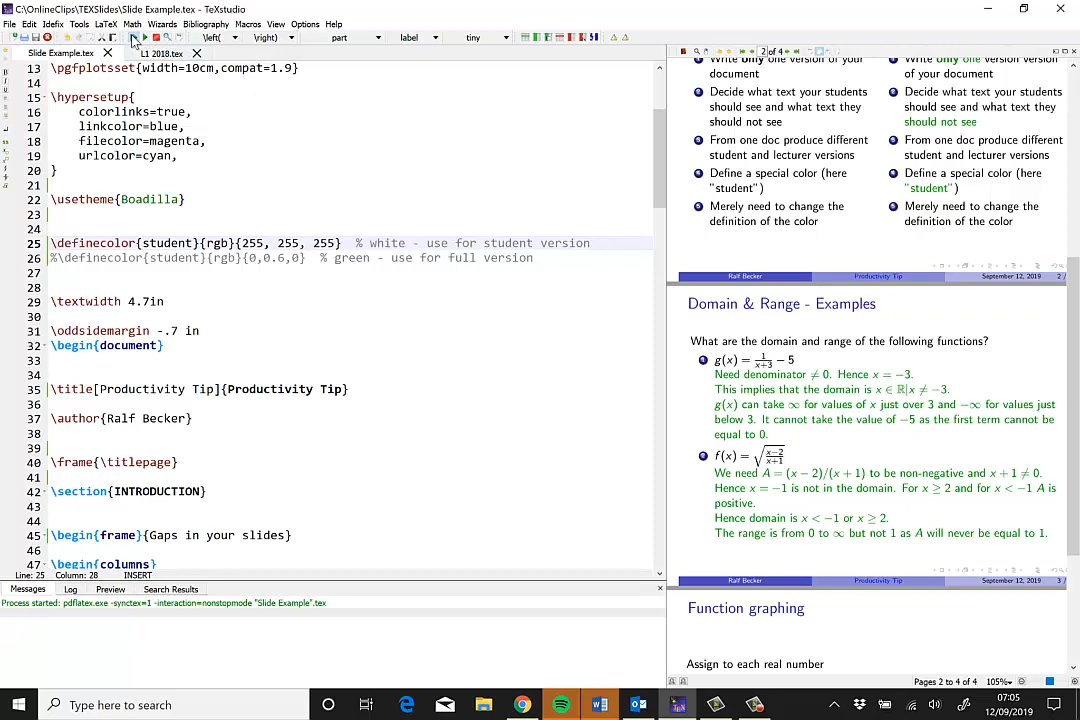 C:\OnlineClips\TEXSlides\Slide Example.tex - TeXstudio
File Edit Idefix Tools LaTeX Math Wizards Bibliography Macros View Options Help
\left( \right) part label tiny
2 of 4
Slide Example.tex L1 2018.tex
13 \pgfplotsset{width=10cm,compat=1.9}
14
15 \hypersetup{
16 colorlinks=true,
17 linkcolor=blue,
18 filecolor=magenta,
19 urlcolor=cyan,
20 }
21
22 \usetheme{Boadilla}
23
24
25 \definecolor{student}{rgb}{255, 255, 255} % white - use for student version
26 %\definecolor{student}{rgb}{0,0.6,0} % green - use for full version
27
28
29 \textwidth 4.7in
30
31 \oddsidemargin -.7 in
32 \begin{document}
33
34
35 \title[Productivity Tip]{Productivity Tip}
36
37 \author{Ralf Becker}
38
39
40 \frame{\titlepage}
41
42 \section{INTRODUCTION}
43
44
45 \begin{frame}{Gaps in your slides}
46
47 \begin{columns}
Line: 25 Column: 28 INSERT
Messages Log Preview Search Results
Process started: pdflatex.exe -synctex=1 -interaction=nonstopmode "Slide Example".tex
Write only one version of your
document
2 Decide what text your students
should see and what text they
should not see
3 From one doc produce different
student and lecturer versions
4 Define a special color (here
"student")
5 Merely need to change the
definition of the color
Write only one version version
of your document
2 Decide what text your students
should see and what text they
should not see
3 From one doc produce different
student and lecturer versions
4 Define a special color (here
"student")
5 Merely need to change the
definition of the color
Ralf Becker Productivity Tip September 12, 2019 2 /
Domain & Range - Examples
What are the domain and range of the following functions?
1 g(x) = 1/(x+3) − 5
Need denominator ≠ 0. Hence x = −3.
This implies that the domain is x ∈ ℝ|x ≠ −3.
g(x) can take ∞ for values of x just over 3 and −∞ for values just
below 3. It cannot take the value of −5 as the first term cannot be
equal to 0.
2 f(x) = √((x−2)/(x+1))
We need A = (x − 2)/(x + 1) to be non-negative and x + 1 ≠ 0.
Hence x = −1 is not in the domain. For x ≥ 2 and for x < −1 A is
positive.
Hence domain is x < −1 or x ≥ 2.
The range is from 0 to ∞ but not 1 as A will never be equal to 1.
Ralf Becker Productivity Tip September 12, 2019 3 /
Function graphing
Assign to each real number
Pages 2 to 4 of 4 105%
Type here to search
07:05
12/09/2019